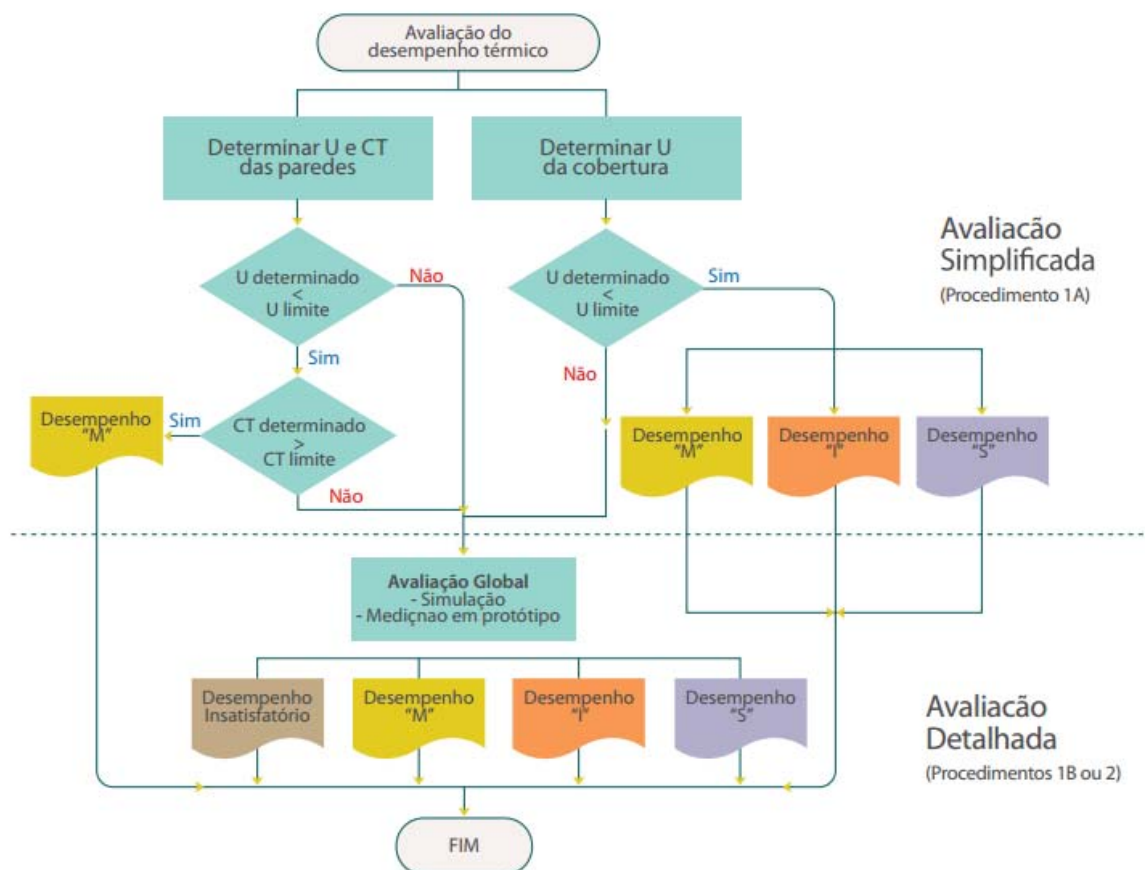 Avaliação do
desempenho térmico
Determinar U e CT
das paredes
Determinar U
da cobertura
Avaliacão
Simplificada
(Procedimento 1A)
U determinado
<
U limite
Não
U determinado
<
U limite
Sim
Sim
Não
Desempenho
"M"
Sim
CT determinado
>
CT limite
Não
Desempenho
"M"
Desempenho
"I"
Desempenho
"S"
Avaliação Global
- Simulação
- Mediçnao em protótipo
Desempenho
Insatisfatório
Desempenho
"M"
Desempenho
"I"
Desempenho
"S"
Avaliacão
Detalhada
(Procedimentos 1B ou 2)
FIM